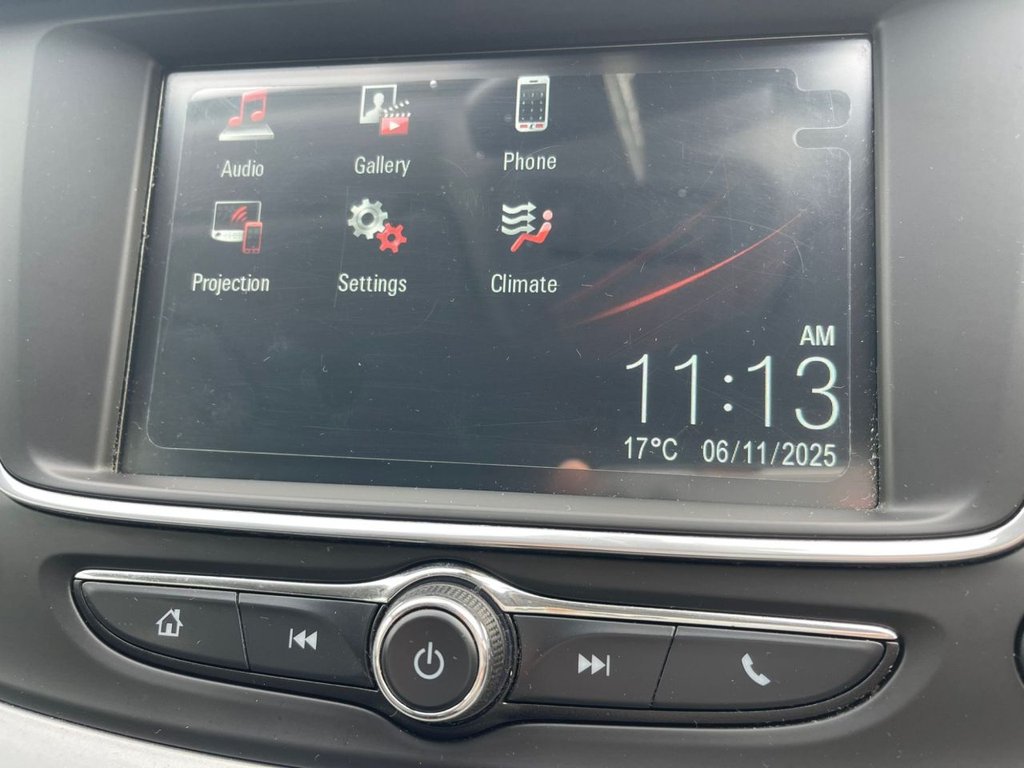 Audio Gallery Phone
Projection Settings Climate
AM
11:13
17°C 06/11/2025